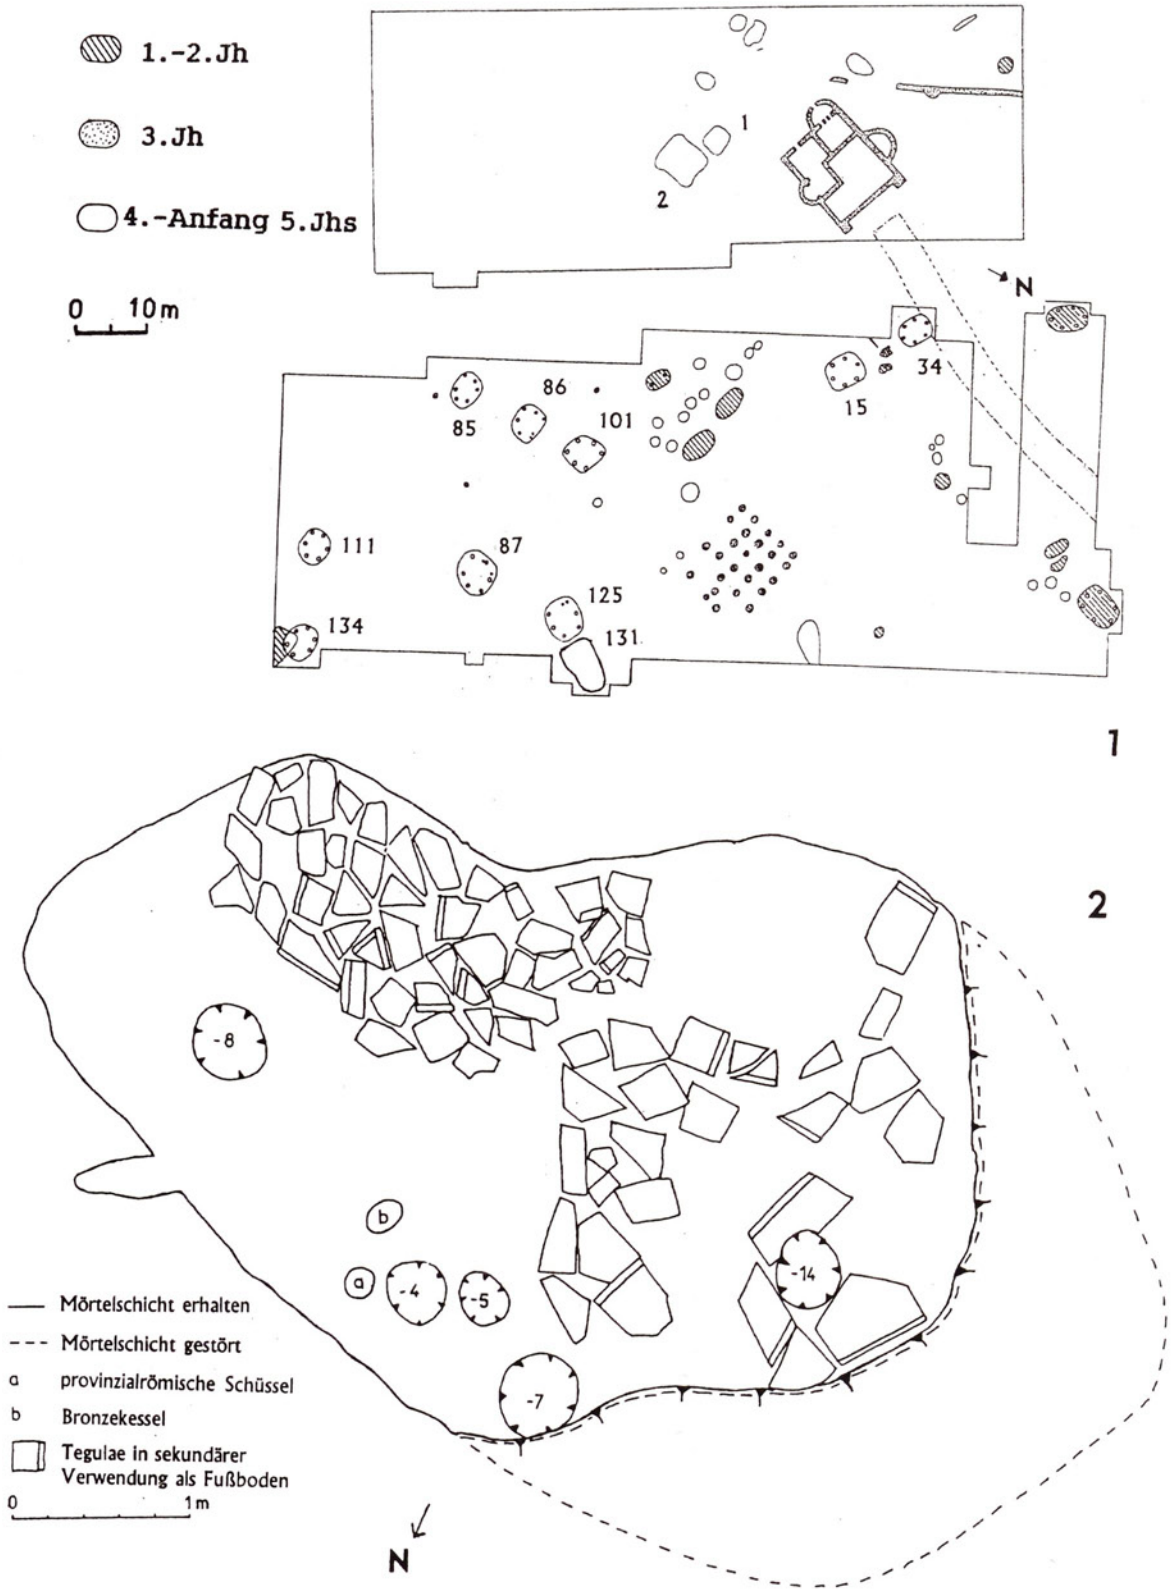 1.-2.Jh
3.Jh
4.-Anfang 5.Jhs
0 10m
1
2
N
34
15
86
85
101
111
87
125
134
131
1
2
-8
b
a
-4
-5
-14
-7
Mörtelschicht erhalten
Mörtelschicht gestört
a provinzialrömische Schüssel
b Bronzekessel
Tegulae in sekundärer
Verwendung als Fußboden
0 1m
N